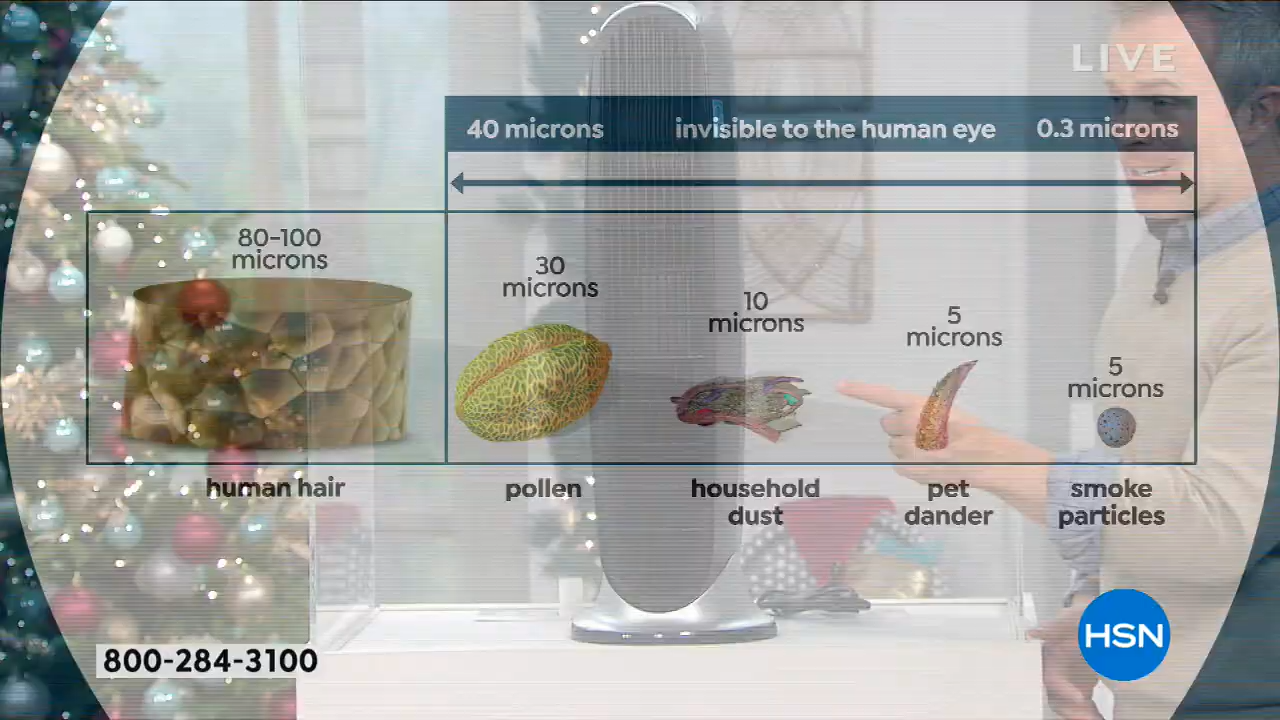 LIVE
40 microns invisible to the human eye 0.3 microns
80-100
microns
30
microns
10
microns
5
microns
5
microns
human hair
pollen
household
dust
pet
dander
smoke
particles
HSN
800-284-3100